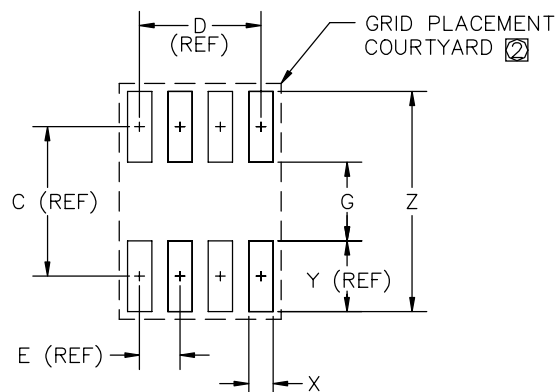 D
(REF)
GRID PLACEMENT
COURTYARD 2
C (REF)
G
Z
Y (REF)
E (REF)
X